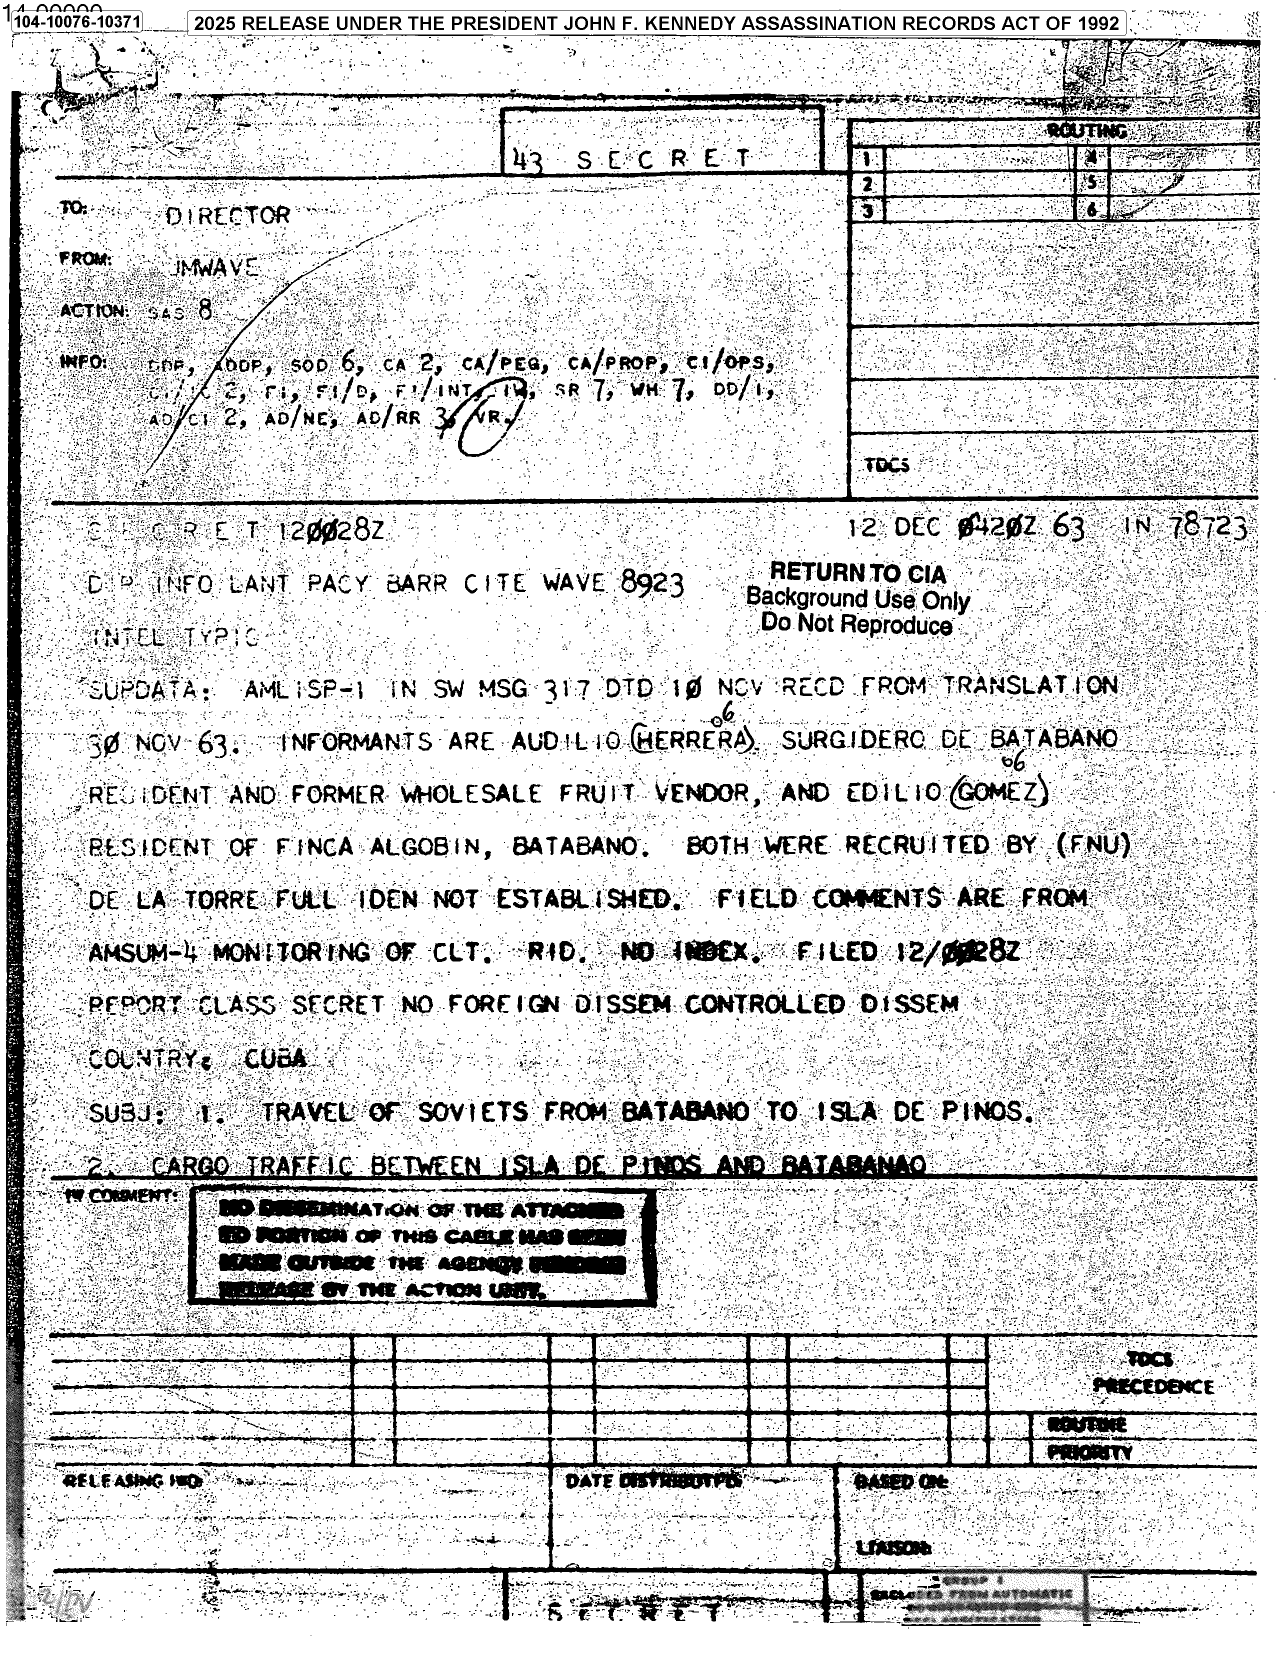 14-00000
104-10076-10371
2025 RELEASE UNDER THE PRESIDENT JOHN F. KENNEDY ASSASSINATION RECORDS ACT OF 1992
43 SECRET
ROUTING
1 4
2 5
3 6
TO: DIRECTOR
FROM: JMWAVE
ACTION: SAS 8
INFO: DDP, ADDP, SOD 6, CA 2, CA/PEG, CA/PROP, CI/OPS,
2, FI, FI/D, FI/INT, IW, SR 7, WH 7, DD/I,
AD/CI 2, AD/NE, AD/RR 3, VR.
TDCS
S E C R E T 120028Z
12 DEC 0420Z 63 IN 78723
DIR INFO LANT PACY BARR CITE WAVE 8923
RETURN TO CIA
Background Use Only
Do Not Reproduce
INTEL TYPIC
SUPDATA: AMLISP-1 IN SW MSG 317 DTD 10 NOV RECD FROM TRANSLATION
06
30 NOV 63. INFORMANTS ARE AUDILIO (HERRERA). SURGIDERO DE BATABANO
06
RESIDENT AND FORMER WHOLESALE FRUIT VENDOR, AND EDILIO (GOMEZ)
RESIDENT OF FINCA ALGOBIN, BATABANO. BOTH WERE RECRUITED BY (FNU)
DE LA TORRE FULL IDEN NOT ESTABLISHED. FIELD COMMENTS ARE FROM
AMSUM-4 MONITORING OF CLT. RID. NO INDEX. FILED 12/0028Z
REPORT CLASS SECRET NO FOREIGN DISSEM CONTROLLED DISSEM
COUNTRY: CUBA
SUBJ: 1. TRAVEL OF SOVIETS FROM BATABANO TO ISLA DE PINOS.
2. CARGO TRAFFIC BETWEEN ISLA DE PINOS AND BATABANAO
IW COMMENT:
NO DISSEMINATION OF THE ATTACHED
PORTION OF THIS CABLE HAS BEEN
MADE OUTSIDE THE AGENCY PENDING
RELEASE BY THE ACTION UNIT.
TDCS
PRECEDENCE
ROUTINE
PRIORITY
RELEASING IWO:
DATE DISTRIBUTED:
BASED ON:
LIAISON:
SECRET
GROUP 1
EXCLUDED FROM AUTOMATIC